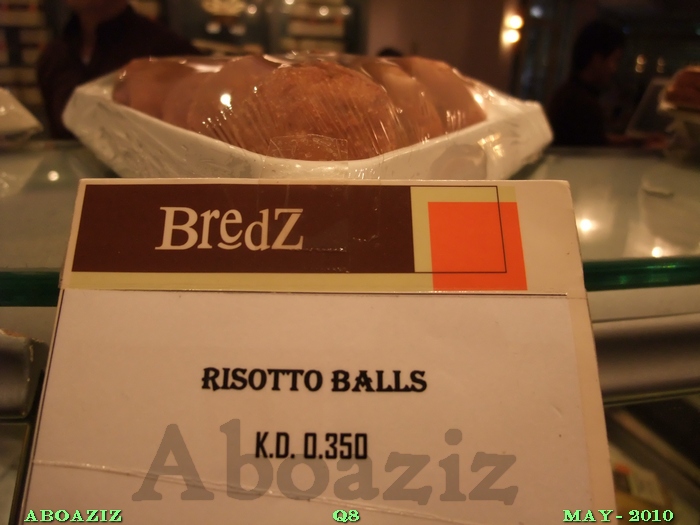 BredZ
RISOTTO BALLS
K.D. 0.350
Aboaziz
ABOAZIZ Q8 MAY - 2010